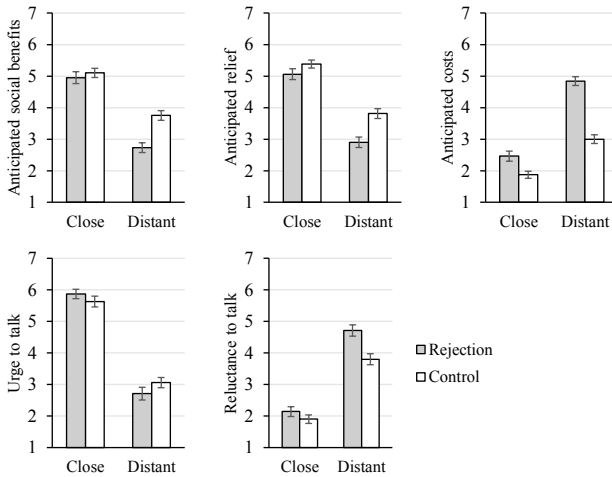 Anticipated social benefits
7
6
5
4
3
2
1
Close Distant
Anticipated relief
7
6
5
4
3
2
1
Close Distant
Anticipated costs
7
6
5
4
3
2
1
Close Distant
Urge to talk
7
6
5
4
3
2
1
Close Distant
Reluctance to talk
7
6
5
4
3
2
1
Close Distant
Rejection
Control